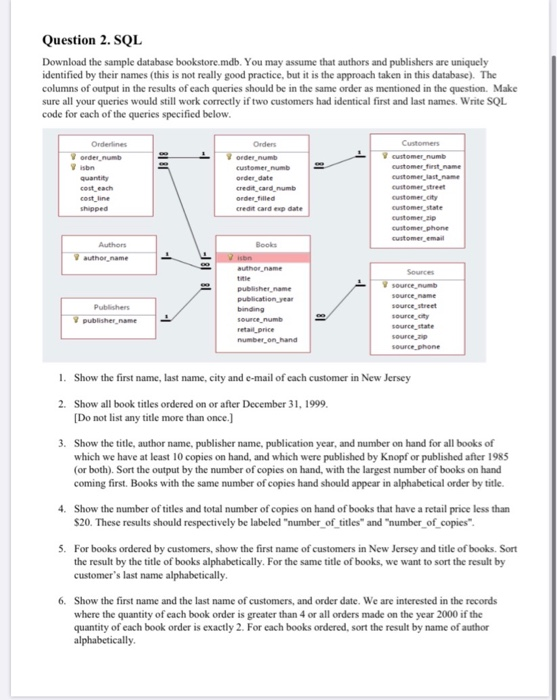 Question 2. SQL
Download the sample database bookstore.mdb. You may assume that authors and publishers are uniquely
identified by their names (this is not really good practice, but it is the approach taken in this database). The
columns of output in the results of each queries should be in the same order as mentioned in the question. Make
sure all your queries would still work correctly if two customers had identical first and last names. Write SQL
code for each of the queries specified below.
Orderlines
order_numb
isbn
quantity
cost_each
cost_line
shipped
Orders
order_numb
customer_numb
order_date
credit_card_numb
order_filled
credit card exp date
Customers
customer_numb
customer_first_name
customer_last_name
customer_street
customer_city
customer_state
customer_zip
customer_phone
customer_email
Authors
author_name
Books
isbn
author_name
title
publisher_name
publication_year
binding
source_numb
retail_price
number_on_hand
Sources
source_numb
source_name
source_street
source_city
source_state
source_zip
source_phone
Publishers
publisher_name
1. Show the first name, last name, city and e-mail of each customer in New Jersey
2. Show all book titles ordered on or after December 31, 1999.
[Do not list any title more than once.]
3. Show the title, author name, publisher name, publication year, and number on hand for all books of
which we have at least 10 copies on hand, and which were published by Knopf or published after 1985
(or both). Sort the output by the number of copies on hand, with the largest number of books on hand
coming first. Books with the same number of copies hand should appear in alphabetical order by title.
4. Show the number of titles and total number of copies on hand of books that have a retail price less than
$20. These results should respectively be labeled "number_of_titles" and "number_of_copies".
5. For books ordered by customers, show the first name of customers in New Jersey and title of books. Sort
the result by the title of books alphabetically. For the same title of books, we want to sort the result by
customer's last name alphabetically.
6. Show the first name and the last name of customers, and order date. We are interested in the records
where the quantity of each book order is greater than 4 or all orders made on the year 2000 if the
quantity of each book order is exactly 2. For each books ordered, sort the result by name of author
alphabetically.